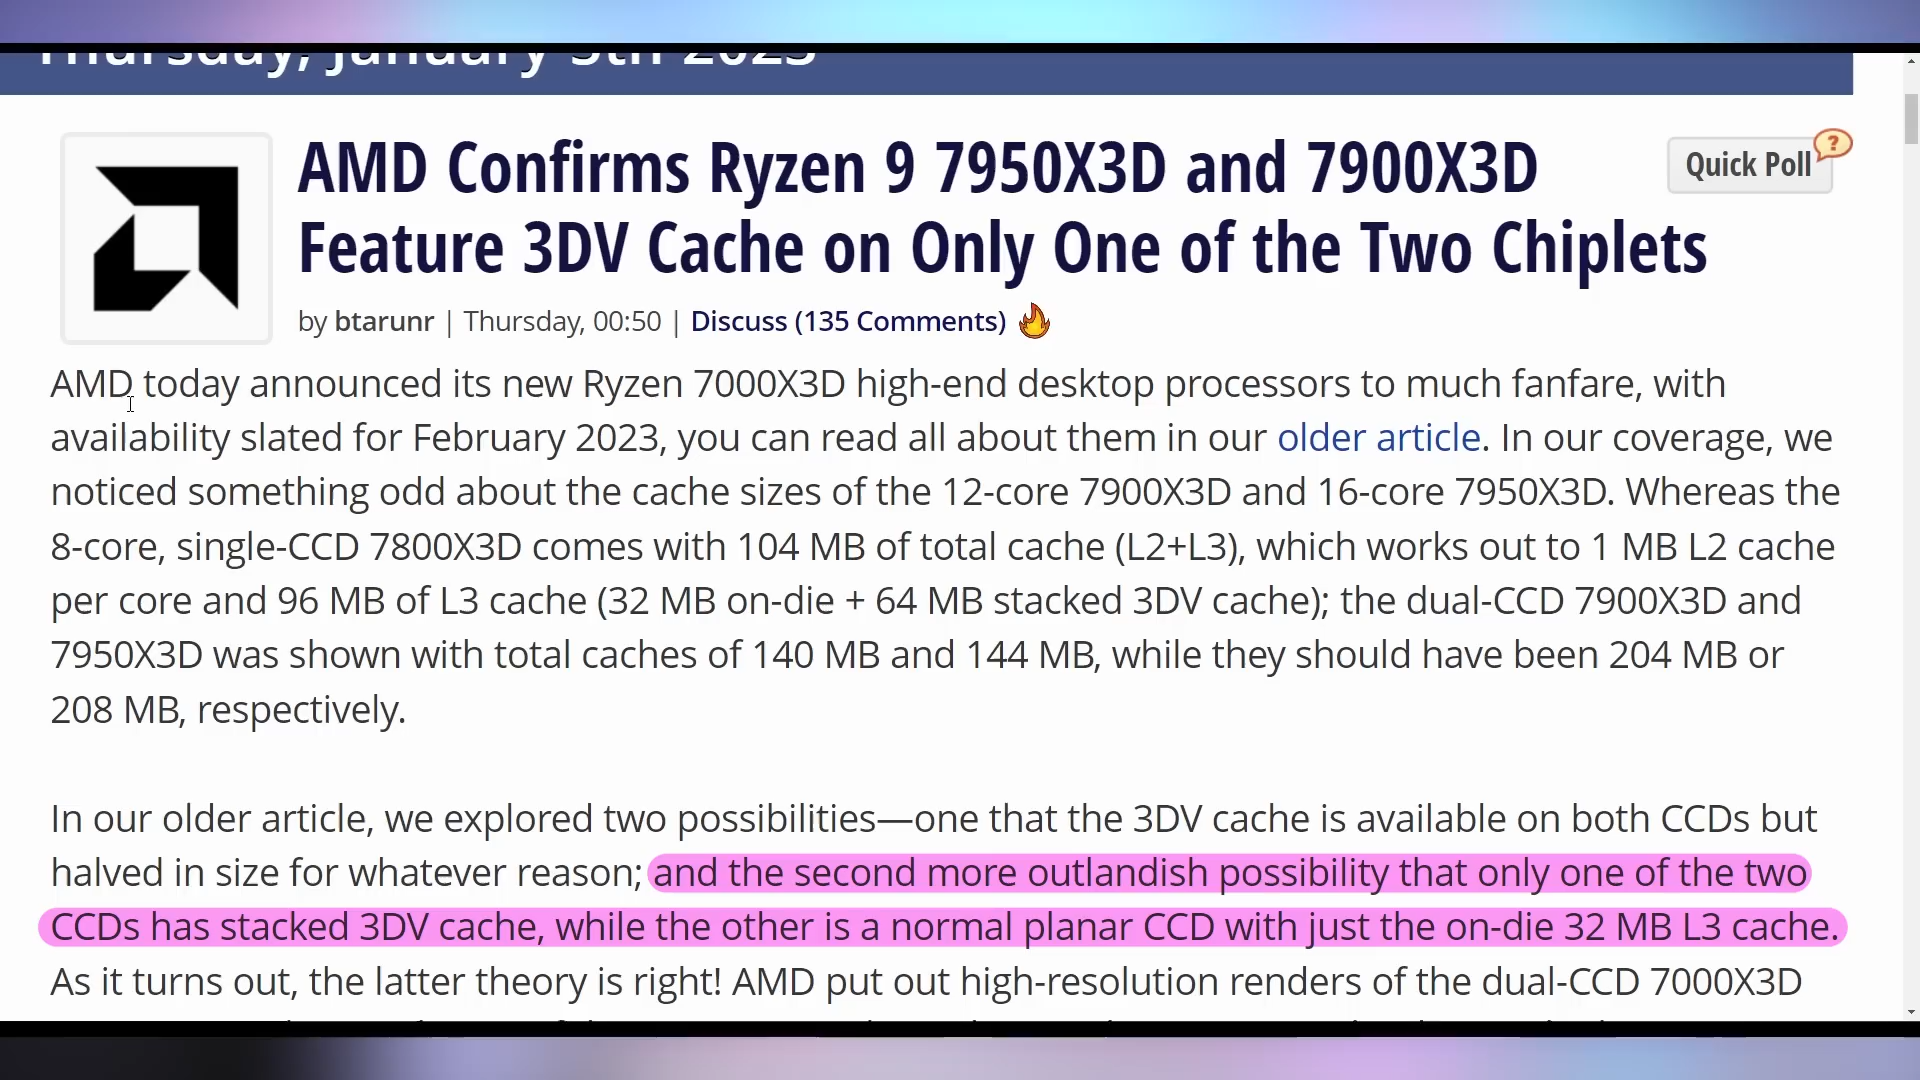 Thursday, January 5th 2023
AMD Confirms Ryzen 9 7950X3D and 7900X3D
Feature 3DV Cache on Only One of the Two Chiplets
Quick Poll
?
by btarunr | Thursday, 00:50 | Discuss (135 Comments)
AMD today announced its new Ryzen 7000X3D high-end desktop processors to much fanfare, with
availability slated for February 2023, you can read all about them in our older article. In our coverage, we
noticed something odd about the cache sizes of the 12-core 7900X3D and 16-core 7950X3D. Whereas the
8-core, single-CCD 7800X3D comes with 104 MB of total cache (L2+L3), which works out to 1 MB L2 cache
per core and 96 MB of L3 cache (32 MB on-die + 64 MB stacked 3DV cache); the dual-CCD 7900X3D and
7950X3D was shown with total caches of 140 MB and 144 MB, while they should have been 204 MB or
208 MB, respectively.
In our older article, we explored two possibilities—one that the 3DV cache is available on both CCDs but
halved in size for whatever reason; and the second more outlandish possibility that only one of the two
CCDs has stacked 3DV cache, while the other is a normal planar CCD with just the on-die 32 MB L3 cache.
As it turns out, the latter theory is right! AMD put out high-resolution renders of the dual-CCD 7000X3D